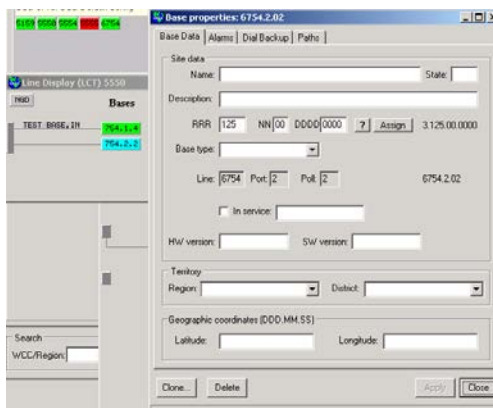 5159 5550 5554 5555 6754
Line Display (LCT) 5550
NGD
Bases
TEST BASE,IN
754.1.4
754.2.2
Search
WCC/Region:
Base properties: 6754.2.02
Base Data Alarms Dial Backup Paths
Site data
Name: State:
Description:
RRR 125 NN 00 DDDD 0000 ? Assign 3.125.00.0000
Base type:
Line: 6754 Port: 2 Poll: 2 6754.2.02
In service:
HW version: SW version:
Territory
Region: District:
Geographic coordinates (DDD.MM.SS)
Latitude: Longitude:
Clone... Delete Apply Close